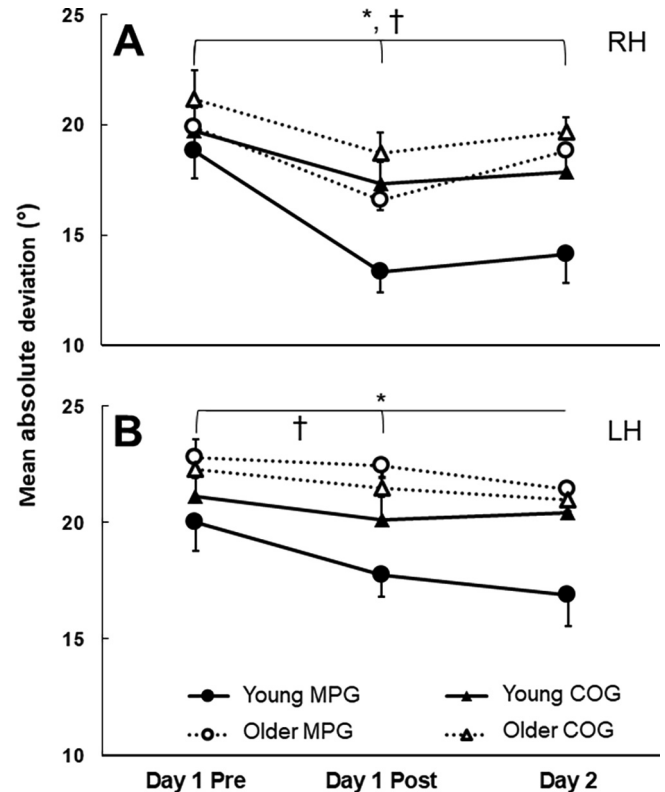 25
A
*, †
RH
20
15
10
Mean absolute deviation (°)
25
B
*
†
LH
20
15
10
Young MPG
Young COG
Older MPG
Older COG
Day 1 Pre
Day 1 Post
Day 2